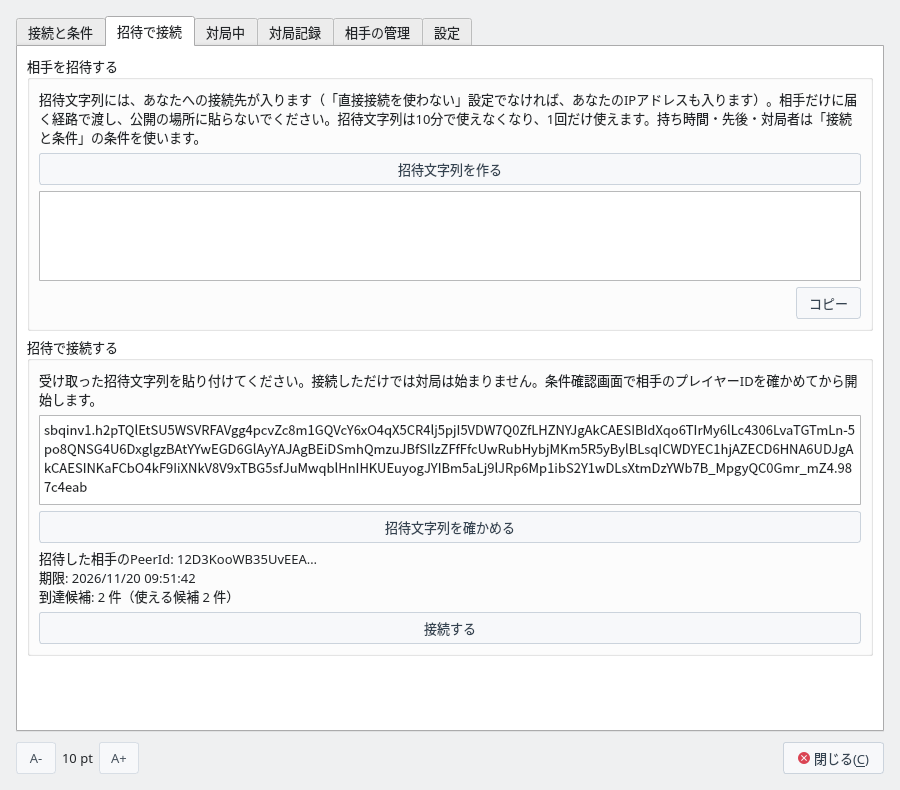 接続と条件 招待で接続 対局中 対局記録 相手の管理 設定
相手を招待する
招待文字列には、あなたへの接続先が入ります（「直接接続を使わない」設定でなければ、あなたのIPアドレスも入ります）。相手だけに届
く経路で渡し、公開の場所に貼らないでください。招待文字列は10分で使えなくなり、1回だけ使えます。持ち時間・先後・対局者は「接続
と条件」の条件を使います。
招待文字列を作る
コピー
招待で接続する
受け取った招待文字列を貼り付けてください。接続しただけでは対局は始まりません。条件確認画面で相手のプレイヤーIDを確かめてから開
始します。
sbqinv1.h2pTQlEtSU5WSVRFAVgg4pcvZc8m1GQVcY6xO4qX5CR4lj5pjI5VDW7Q0ZfLHZNYJgAkCAESIBIdXqo6TIrMy6lLc4306LvaTGTmLn-5
po8QNSG4U6DxglgzBAtYYwEGD6GlAyYAJAgBEiDSmhQmzuJBfSIlzZFfFfcUwRubHybjMKm5R5yBylBLsqICWDYEC1hjAZECD6HNA6UDJgA
kCAESINKaFCbO4kF9IiXNkV8V9xTBG5sfJuMwqblHnIHKUEuyogJYIBm5aLj9lJRp6Mp1ibS2Y1wDLsXtmDzYWb7B_MpgyQC0Gmr_mZ4.98
7c4eab
招待文字列を確かめる
招待した相手のPeerId: 12D3KooWB35UvEEA…
期限: 2026/11/20 09:51:42
到達候補: 2 件（使える候補 2 件）
接続する
A- 10 pt A+ 閉じる(C)